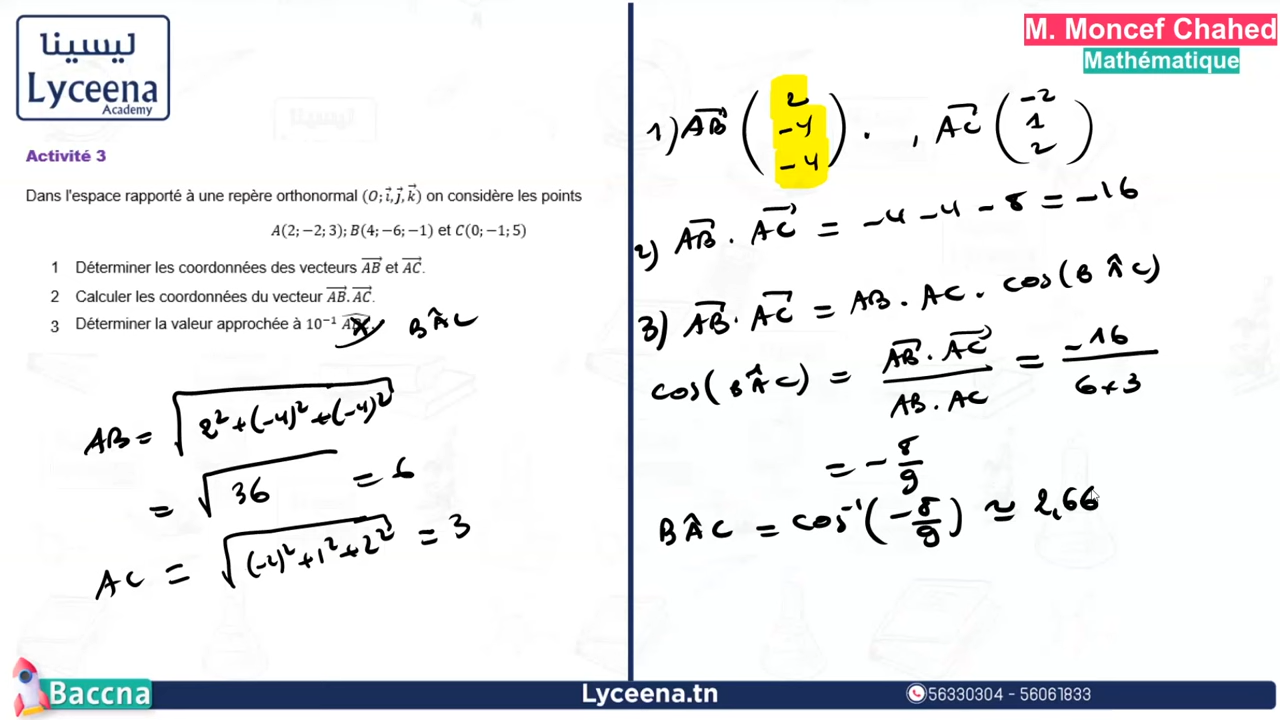 ليسينا
Lyceena
Academy
Activité 3
Dans l'espace rapporté à une repère orthonormal (O; i⃗, j⃗, k⃗) on considère les points
A(2; −2; 3); B(4; −6; −1) et C(0; −1; 5)
1 Déterminer les coordonnées des vecteurs AB⃗ et AC⃗.
2 Calculer les coordonnées du vecteur AB⃗. AC⃗.
3 Déterminer la valeur approchée à 10⁻¹ BÂC
AB = √(2² + (-4)² + (-4)²)
= √36 = 6
AC = √((-2)² + 1² + 2²) = 3
M. Moncef Chahed
Mathématique
1) AB⃗ (2 -4 -4) . , AC⃗ (-2 1 2)
2) AB⃗ . AC⃗ = -4 -4 - 8 = -16
3) AB⃗ . AC⃗ = AB . AC . cos(BÂC)
cos(BÂC) = AB⃗ . AC⃗ / AB . AC = -16 / 6 × 3
= - 8/9
BÂC = cos⁻¹(- 8/9) ≃ 2,66
Baccna
Lyceena.tn
56330304 - 56061833